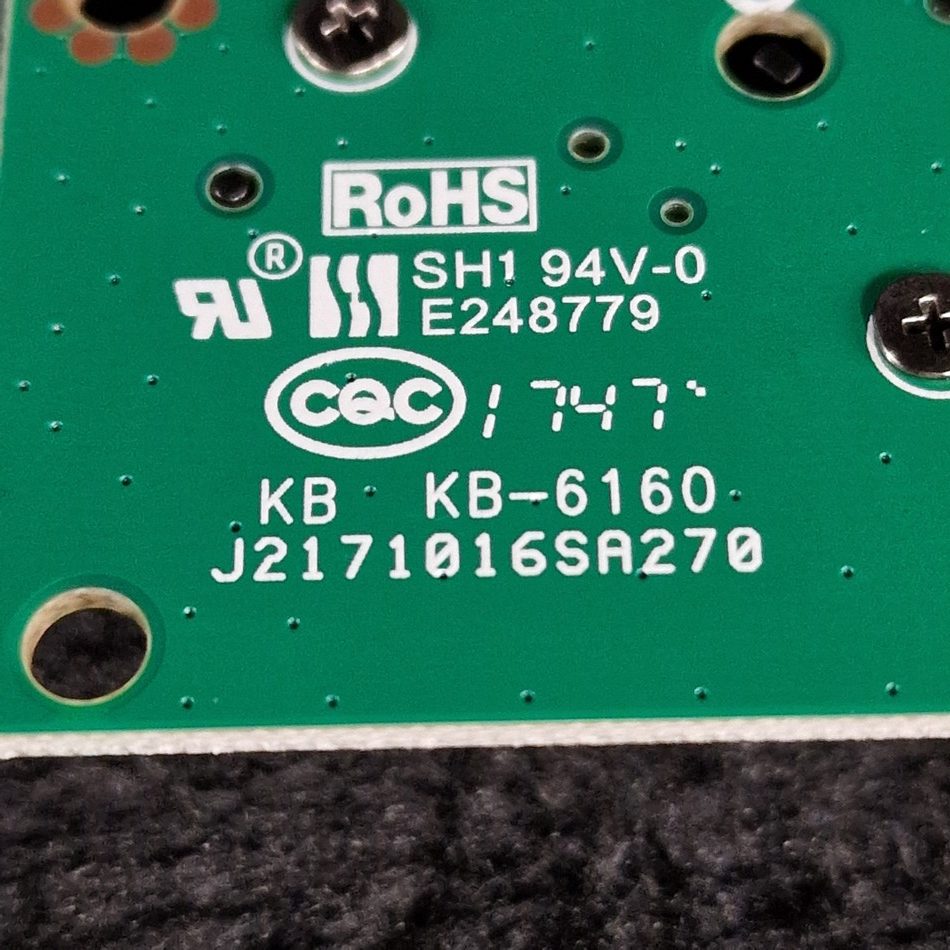 RoHS
® SH1 94V-0
E248779
CQC 1747
KB KB-6160
J2171016SA270